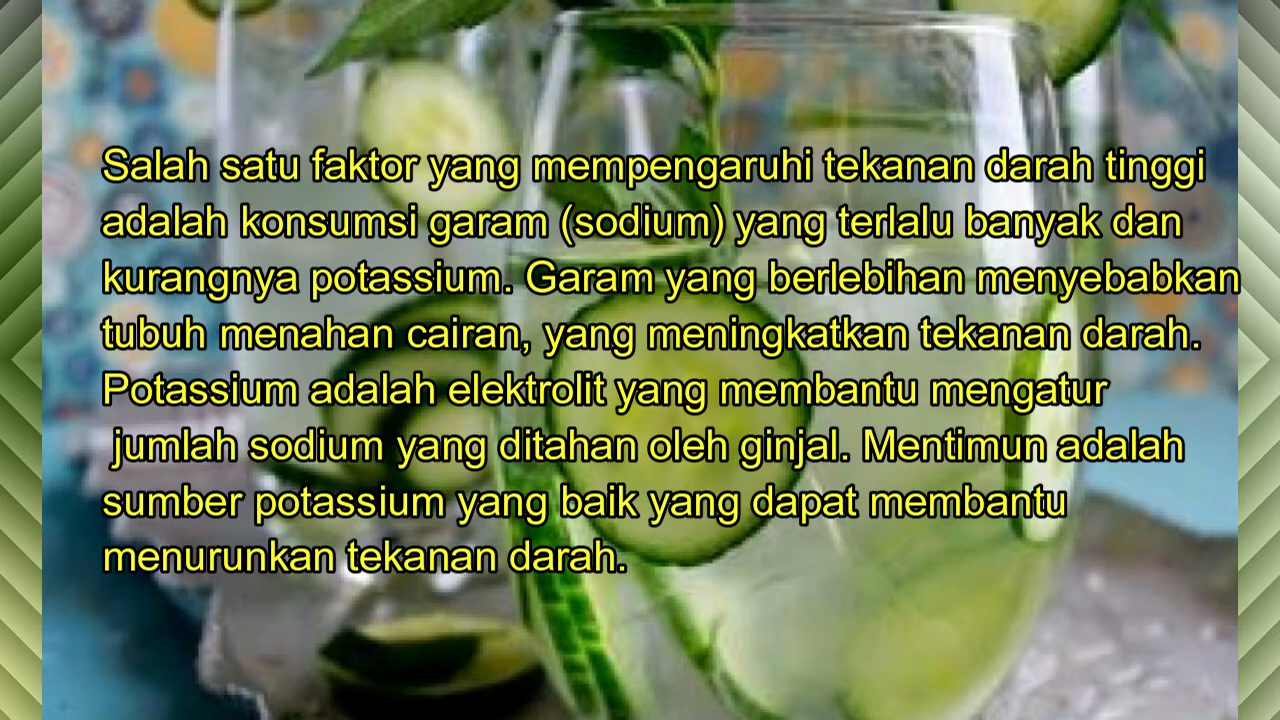 Salah satu faktor yang mempengaruhi tekanan darah tinggi
adalah konsumsi garam (sodium) yang terlalu banyak dan
kurangnya potassium. Garam yang berlebihan menyebabkan
tubuh menahan cairan, yang meningkatkan tekanan darah.
Potassium adalah elektrolit yang membantu mengatur
jumlah sodium yang ditahan oleh ginjal. Mentimun adalah
sumber potassium yang baik yang dapat membantu
menurunkan tekanan darah.